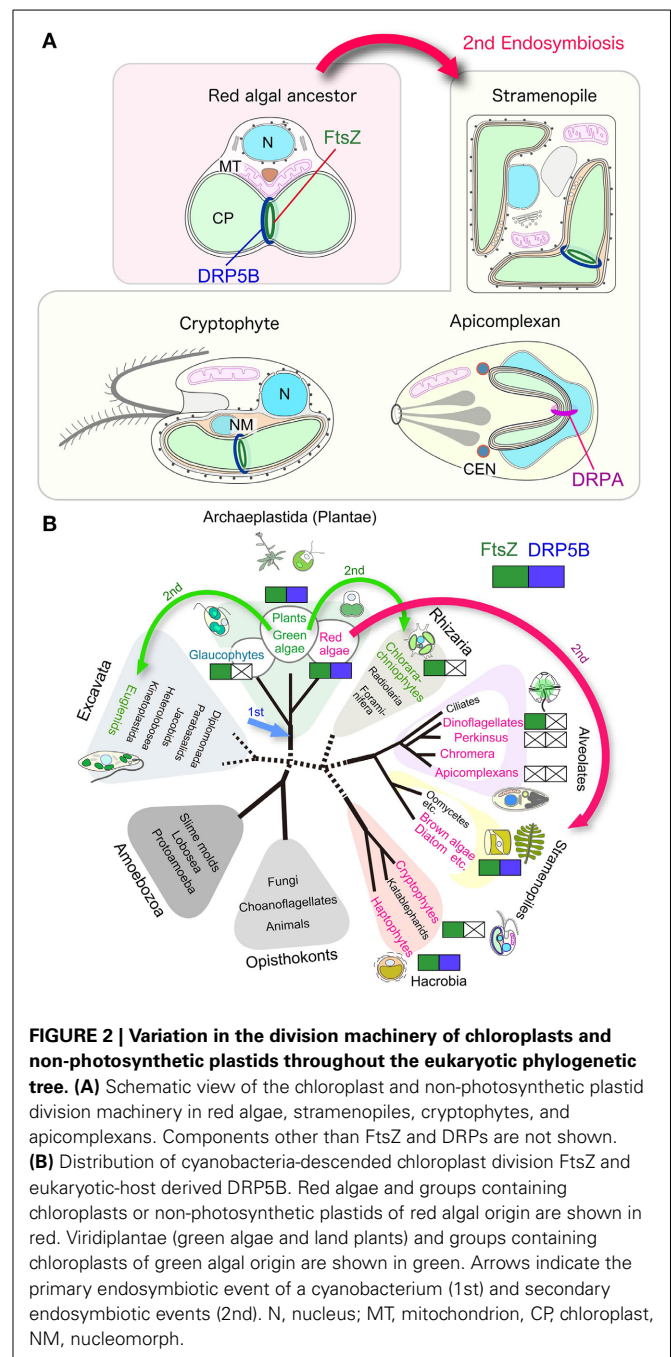 A
2nd Endosymbiosis
Red algal ancestor
Stramenopile
N
FtsZ
MT
CP
DRP5B
Cryptophyte
Apicomplexan
N
NM
CEN
DRPA
B
Archaeplastida (Plantae)
FtsZ DRP5B
2nd
2nd
2nd
Plants
Green
algae
Red
algae
Glaucophytes
1st
Rhizaria
Chlorara-
chniophytes
Radiolaria
Forami-
nifera
Excavata
Euglenids
Kinetoplastida
Heterolobosea
Jacobids
Parabasalids
Diplomonada
Ciliates
Dinoflagellates
Perkinsus
Chromera
Apicomplexans
Alveolates
Oomycetes
etc.
Brown algae
Diatom etc.
Stramenopiles
Slime molds
Lobosea
Protoamoeba
Amoebozoa
Fungi
Choanoflagellates
Animals
Opisthokonts
Cryptophytes
Katablepharids
Haptophytes
Hacrobia
FIGURE 2 | Variation in the division machinery of chloroplasts and
non-photosynthetic plastids throughout the eukaryotic phylogenetic
tree. (A) Schematic view of the chloroplast and non-photosynthetic plastid
division machinery in red algae, stramenopiles, cryptophytes, and
apicomplexans. Components other than FtsZ and DRPs are not shown.
(B) Distribution of cyanobacteria-descended chloroplast division FtsZ and
eukaryotic-host derived DRP5B. Red algae and groups containing
chloroplasts or non-photosynthetic plastids of red algal origin are shown in
red. Viridiplantae (green algae and land plants) and groups containing
chloroplasts of green algal origin are shown in green. Arrows indicate the
primary endosymbiotic event of a cyanobacterium (1st) and secondary
endosymbiotic events (2nd). N, nucleus; MT, mitochondrion, CP, chloroplast,
NM, nucleomorph.